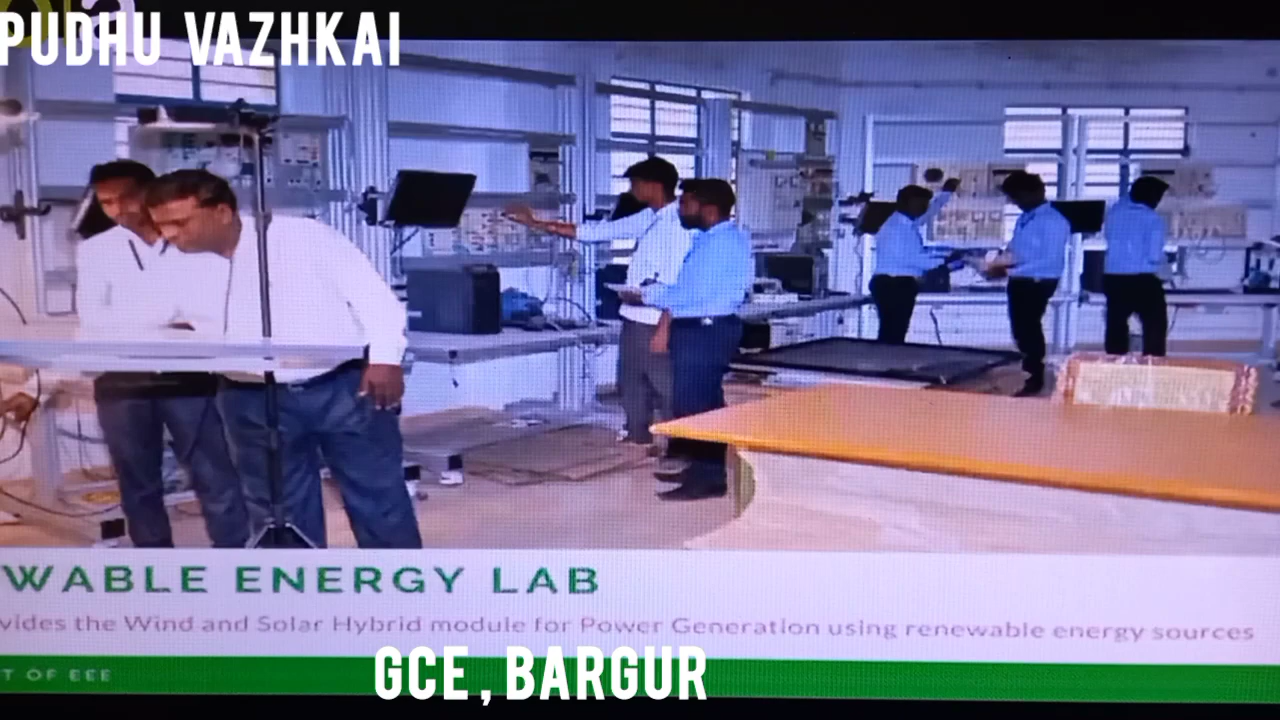 PUDHU VAZHKAI
WABLE ENERGY LAB
vides the Wind and Solar Hybrid module for Power Generation using renewable energy sources
T OF EEE
GCE, BARGUR